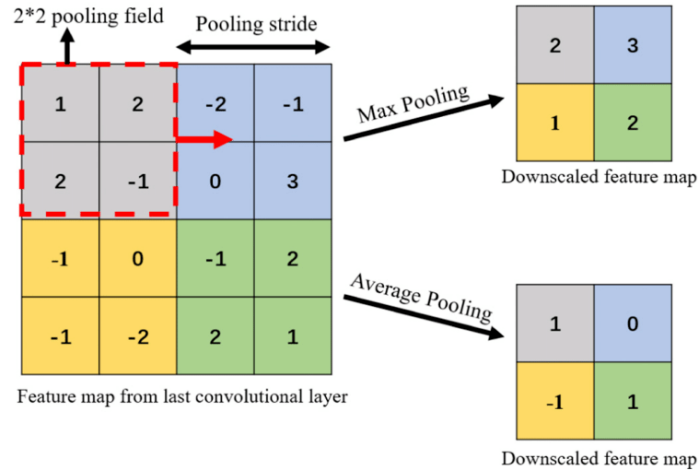 2*2 pooling field
Pooling stride
1 2 -2 -1
2 -1 0 3
-1 0 -1 2
-1 -2 2 1
Feature map from last convolutional layer
Max Pooling
2 3
1 2
Downscaled feature map
Average Pooling
1 0
-1 1
Downscaled feature map